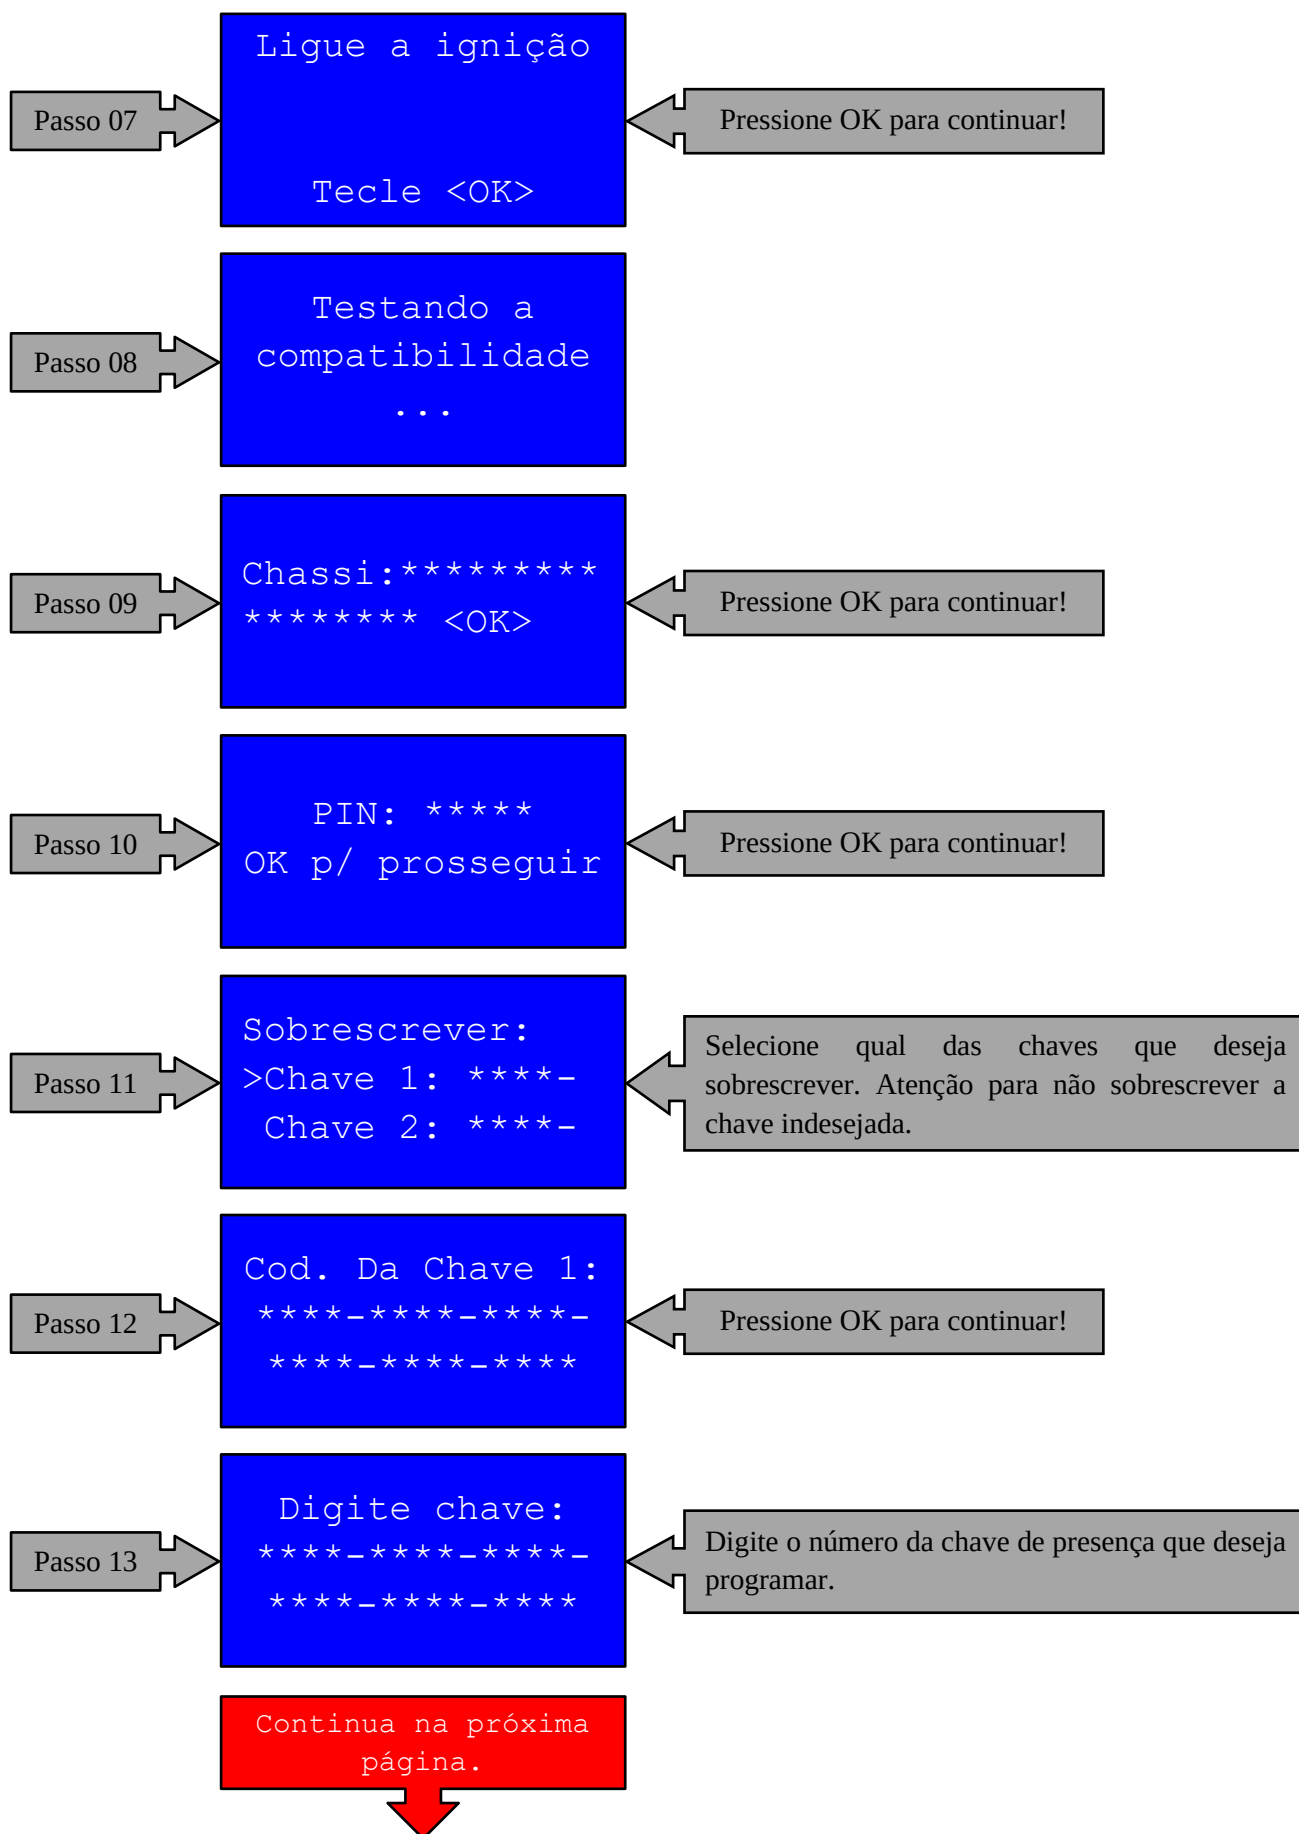 Ligue a ignição
Passo 07
Pressione OK para continuar!
Tecle <OK>
Testando a
Passo 08
compatibilidade
...
Chassi:*********
Passo 09
Pressione OK para continuar!
******** <OK>
PIN: *****
Passo 10
Pressione OK para continuar!
OK p/ prosseguir
Sobrescrever:
Passo 11
>Chave 1: ****-
Chave 2: ****-
Selecione qual das chaves que deseja
sobrescrever. Atenção para não sobrescrever a
chave indesejada.
Cod. Da Chave 1:
Passo 12
****-****-****-
****-****-****
Pressione OK para continuar!
Digite chave:
Passo 13
****-****-****-
****-****-****
Digite o número da chave de presença que deseja
programar.
Continua na próxima
página.